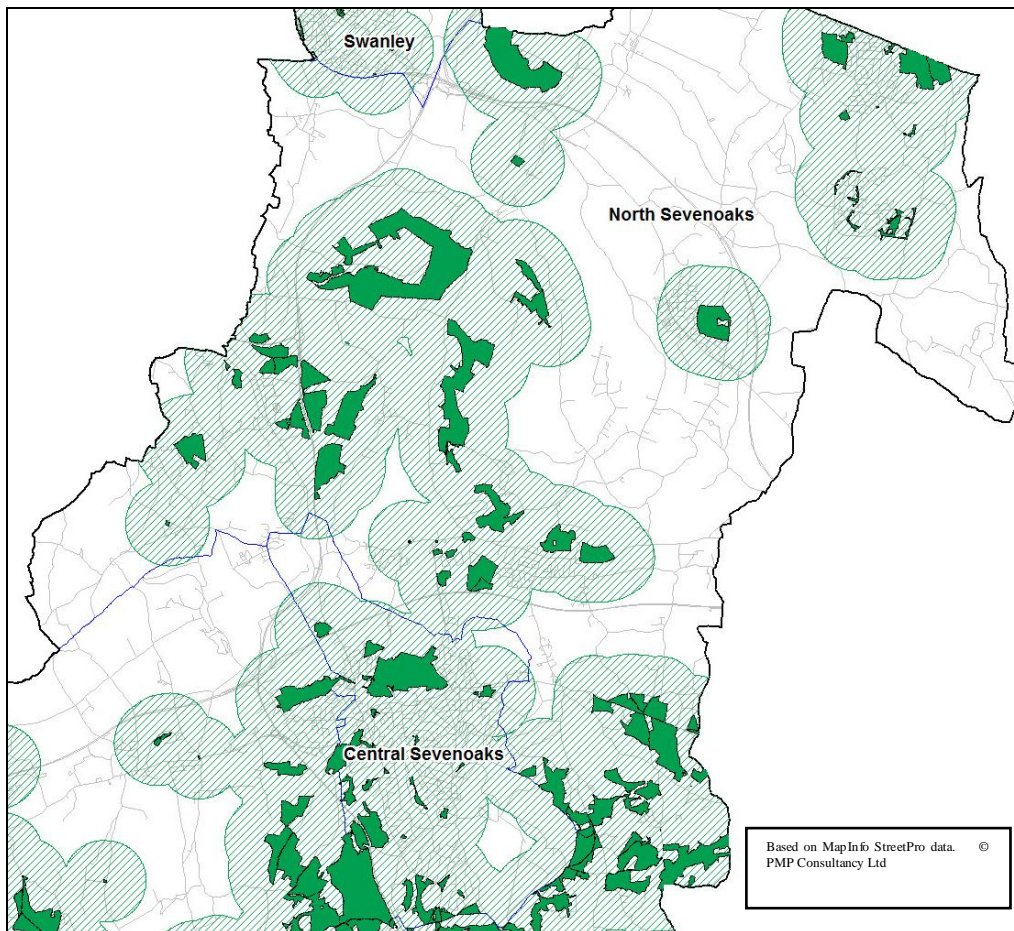 Swanley
North Sevenoaks
Central Sevenoaks
Based on MapInfo StreetPro data. ©
PMP Consultancy Ltd